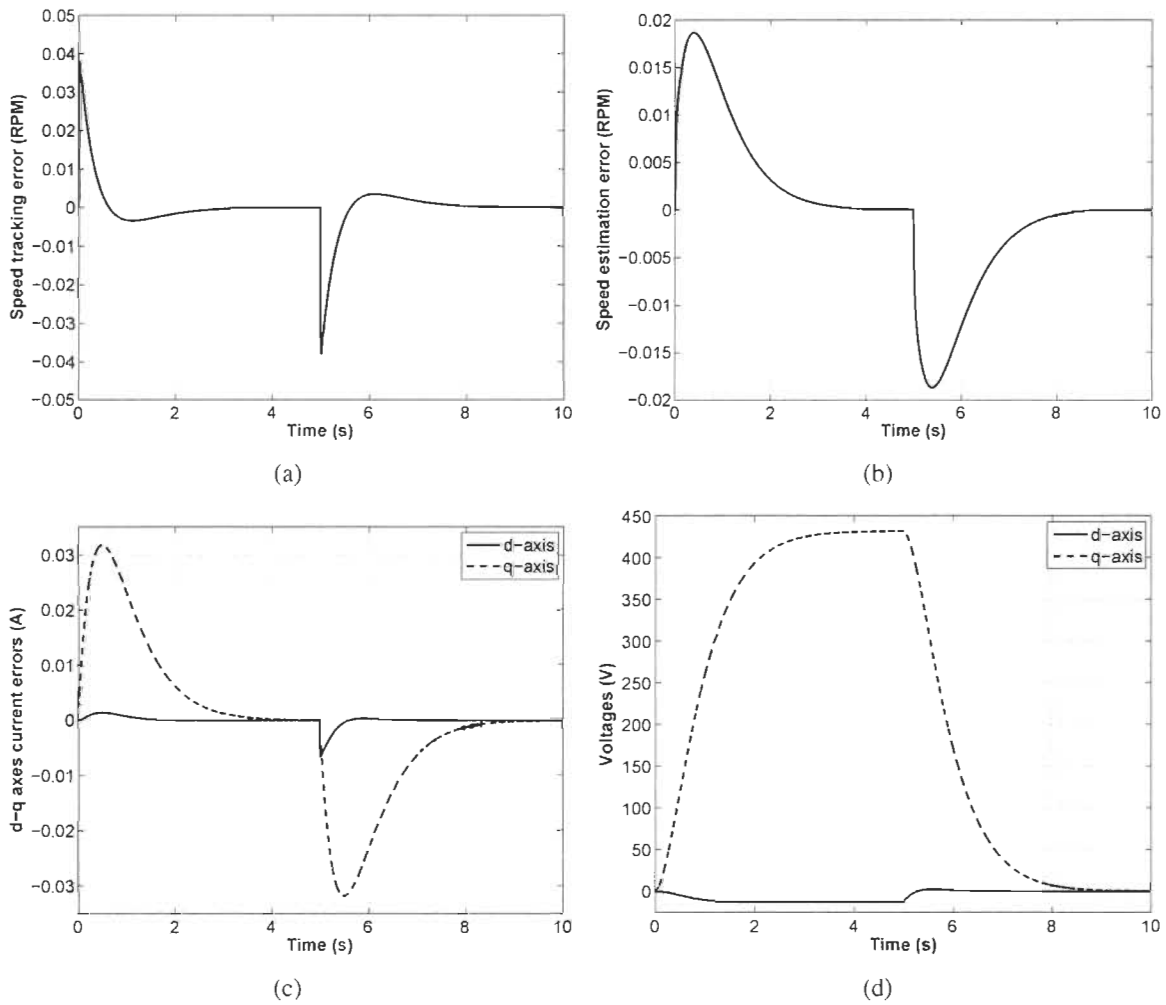 0.05
0.04
0.03
0.02
0.01
0
−0.01
−0.02
−0.03
−0.04
−0.05
Speed tracking error (RPM)
0 2 4 6 8 10
Time (s)
(a)
0.02
0.015
0.01
0.005
0
−0.005
−0.01
−0.015
−0.02
Speed estimation error (RPM)
0 2 4 6 8 10
Time (s)
(b)
0.03
0.02
0.01
0
−0.01
−0.02
−0.03
d−q axes current errors (A)
d−axis
q−axis
0 2 4 6 8 10
Time (s)
(c)
450
400
350
300
250
200
150
100
50
0
Voltages (V)
d−axis
q−axis
0 2 4 6 8 10
Time (s)
(d)